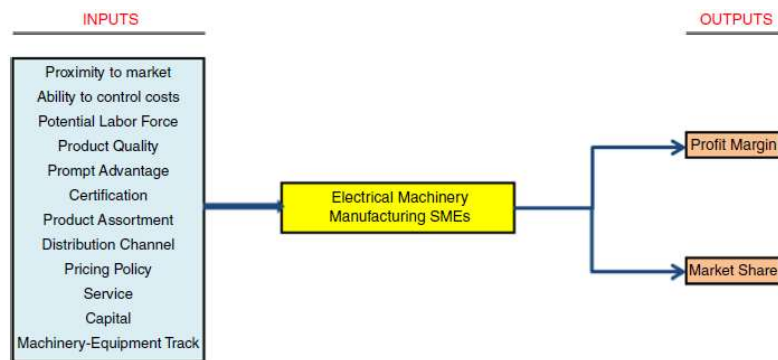 INPUTS
OUTPUTS
Proximity to market
Ability to control costs
Potential Labor Force
Product Quality
Prompt Advantage
Certification
Product Assortment
Distribution Channel
Pricing Policy
Service
Capital
Machinery-Equipment Track
Electrical Machinery
Manufacturing SMEs
Profit Margin
Market Share